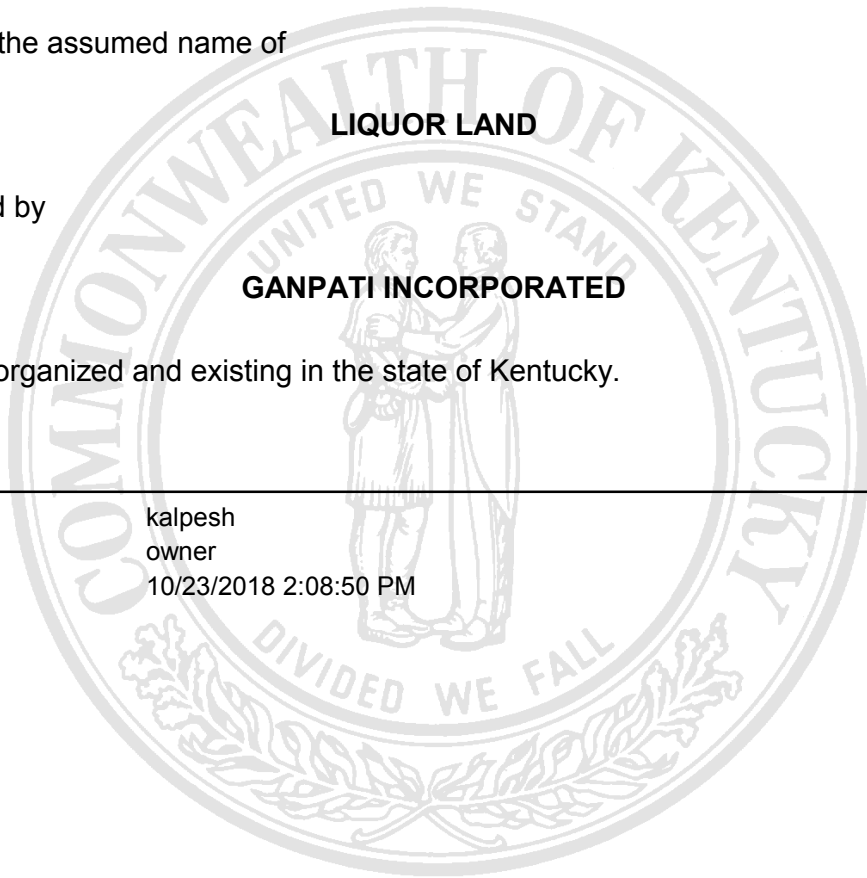 the assumed name of
LIQUOR LAND
d by
GANPATI INCORPORATED
organized and existing in the state of Kentucky.
kalpesh
owner
10/23/2018 2:08:50 PM
COMMONWEALTH OF KENTUCKY
UNITED WE STAND
DIVIDED WE FALL